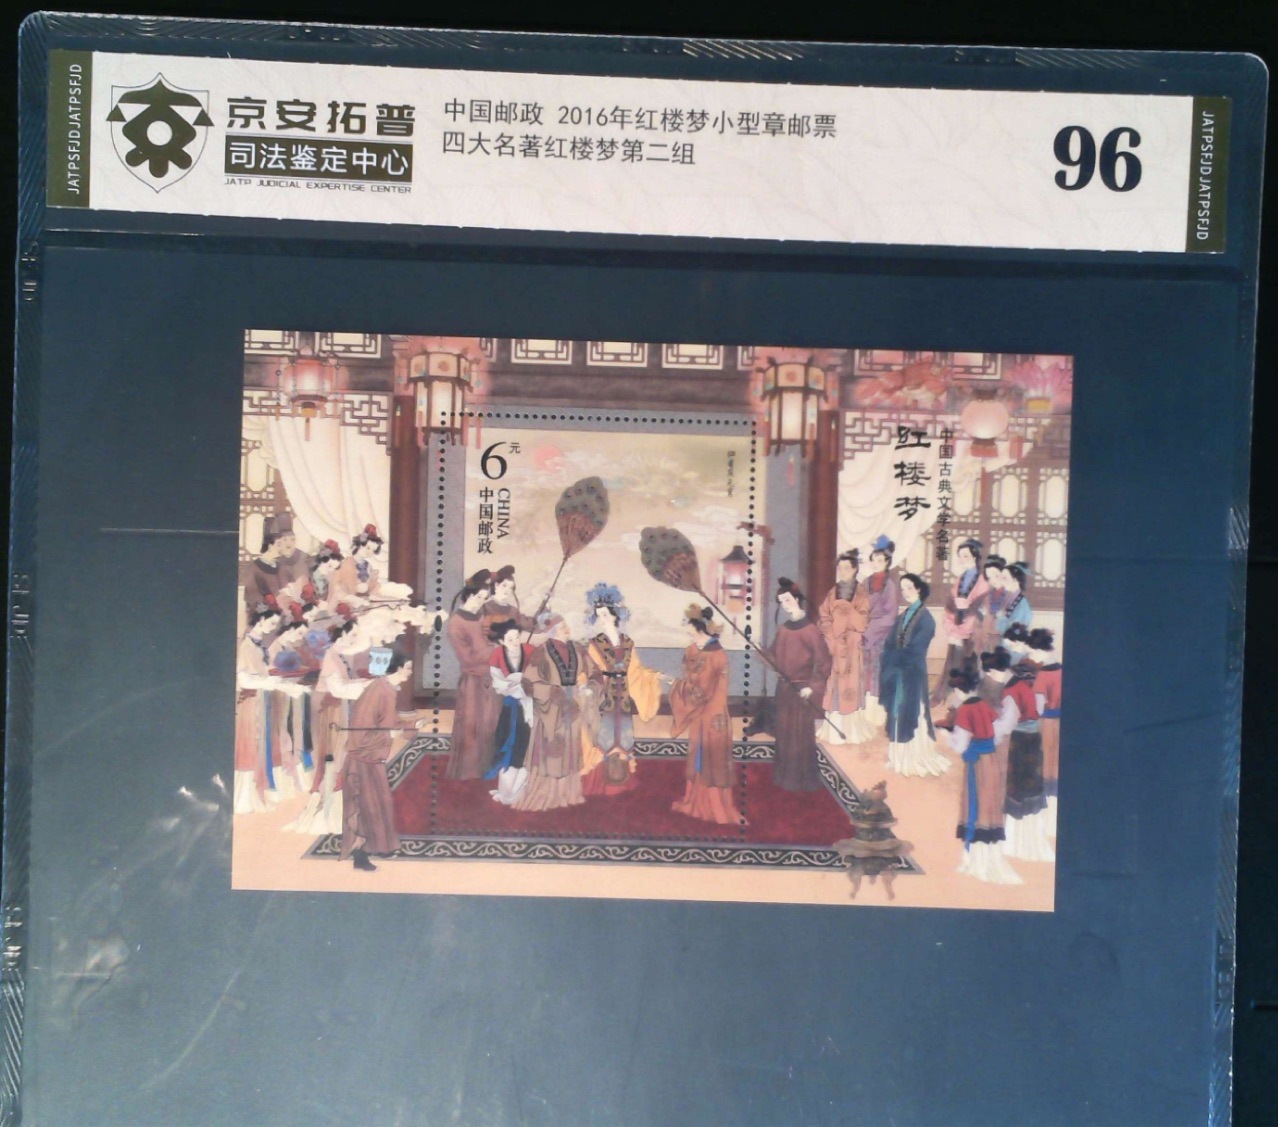 JATPSFJDJATPSFJD
京安拓普
司法鉴定中心
JATP JUDICIAL EXPERTISE CENTER
中国邮政 2016年红楼梦小型章邮票
四大名著红楼梦第二组
96
JATPSFJDJATPSFJD
6元
中国邮政
CHINA
红楼梦
中国古典文学名著